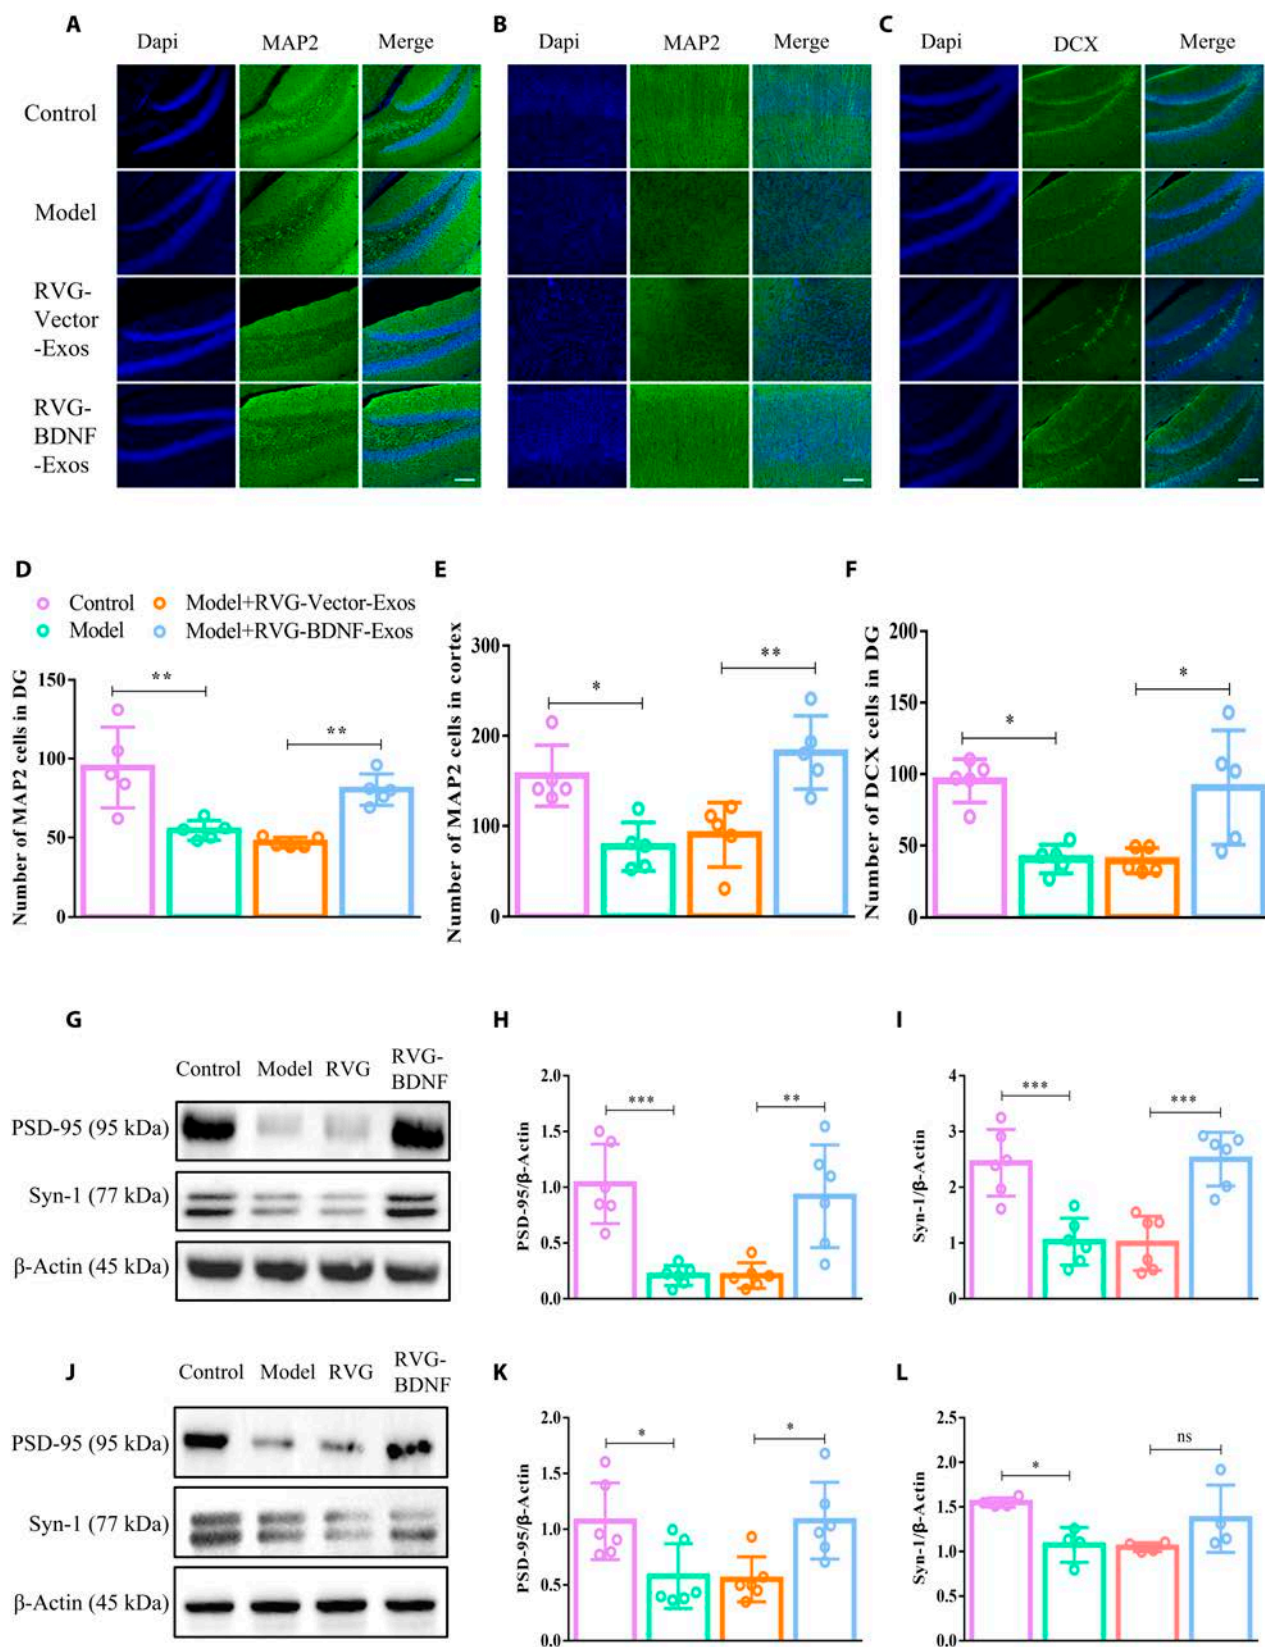 A
B
C
Dapi MAP2 Merge
Dapi MAP2 Merge
Dapi DCX Merge
Control
Model
RVG-
Vector
-Exos
RVG-
BDNF
-Exos
D
Control Model+RVG-Vector-Exos
Model Model+RVG-BDNF-Exos
Number of MAP2 cells in DG
150
100
50
0
**
**
E
Number of MAP2 cells in cortex
300
200
100
0
*
**
F
Number of DCX cells in DG
200
150
100
50
0
*
*
G
Control Model RVG RVG-
BDNF
PSD-95 (95 kDa)
Syn-1 (77 kDa)
β-Actin (45 kDa)
H
PSD-95/β-Actin
2.0
1.5
1.0
0.5
0.0
***
**
I
Syn-1/β-Actin
4
3
2
1
0
***
***
J
Control Model RVG RVG-
BDNF
PSD-95 (95 kDa)
Syn-1 (77 kDa)
β-Actin (45 kDa)
K
PSD-95/β-Actin
2.0
1.5
1.0
0.5
0.0
*
*
L
Syn-1/β-Actin
2.5
2.0
1.5
1.0
0.5
0.0
*
ns